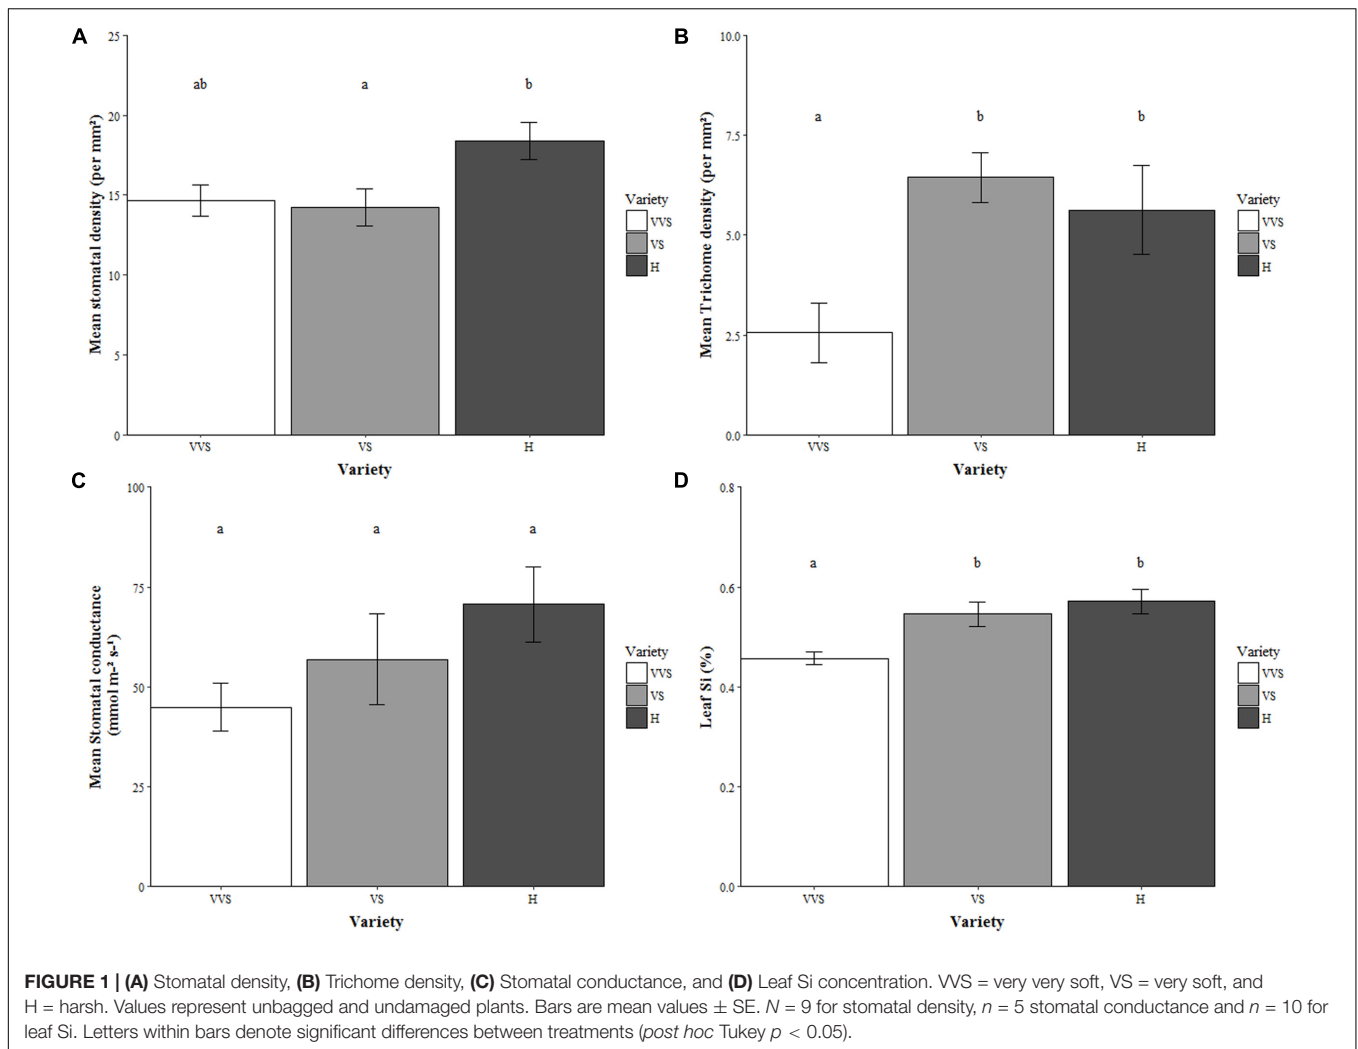 A
25
20
15
10
5
0
Mean stomatal density (per mm²)
ab
a
b
VVS
VS
H
Variety
Variety
VVS
VS
H
B
10.0
7.5
5.0
2.5
0.0
Mean Trichome density (per mm²)
a
b
b
VVS
VS
H
Variety
Variety
VVS
VS
H
C
100
75
50
25
0
Mean Stomatal conductance
(mmol m-² s-¹)
a
a
a
VVS
VS
H
Variety
Variety
VVS
VS
H
D
0.8
0.6
0.4
0.2
0.0
Leaf Si (%)
a
b
b
VVS
VS
H
Variety
Variety
VVS
VS
H
FIGURE 1 | (A) Stomatal density, (B) Trichome density, (C) Stomatal conductance, and (D) Leaf Si concentration. VVS = very very soft, VS = very soft, and
H = harsh. Values represent unbagged and undamaged plants. Bars are mean values ± SE. N = 9 for stomatal density, n = 5 stomatal conductance and n = 10 for
leaf Si. Letters within bars denote significant differences between treatments (post hoc Tukey p < 0.05).